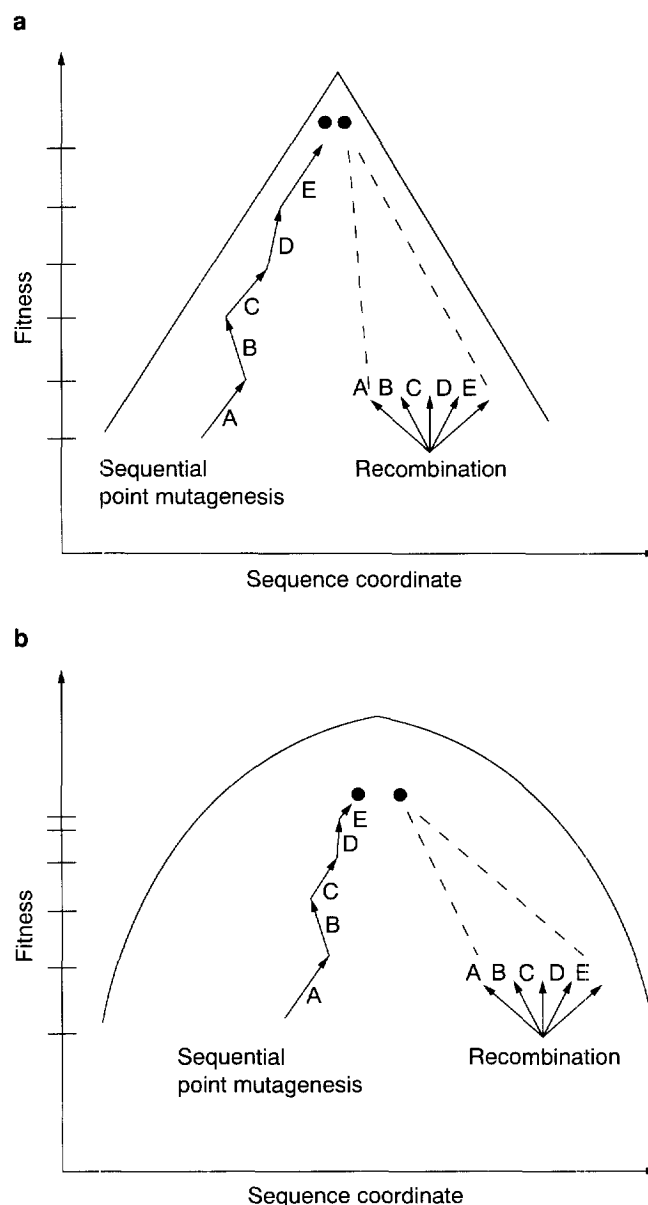 a
Fitness
E
D
C
B
A
A B C D E
Sequential
point mutagenesis
Recombination
Sequence coordinate
b
Fitness
E
D
C
B
A
A B C D E
Sequential
point mutagenesis
Recombination
Sequence coordinate